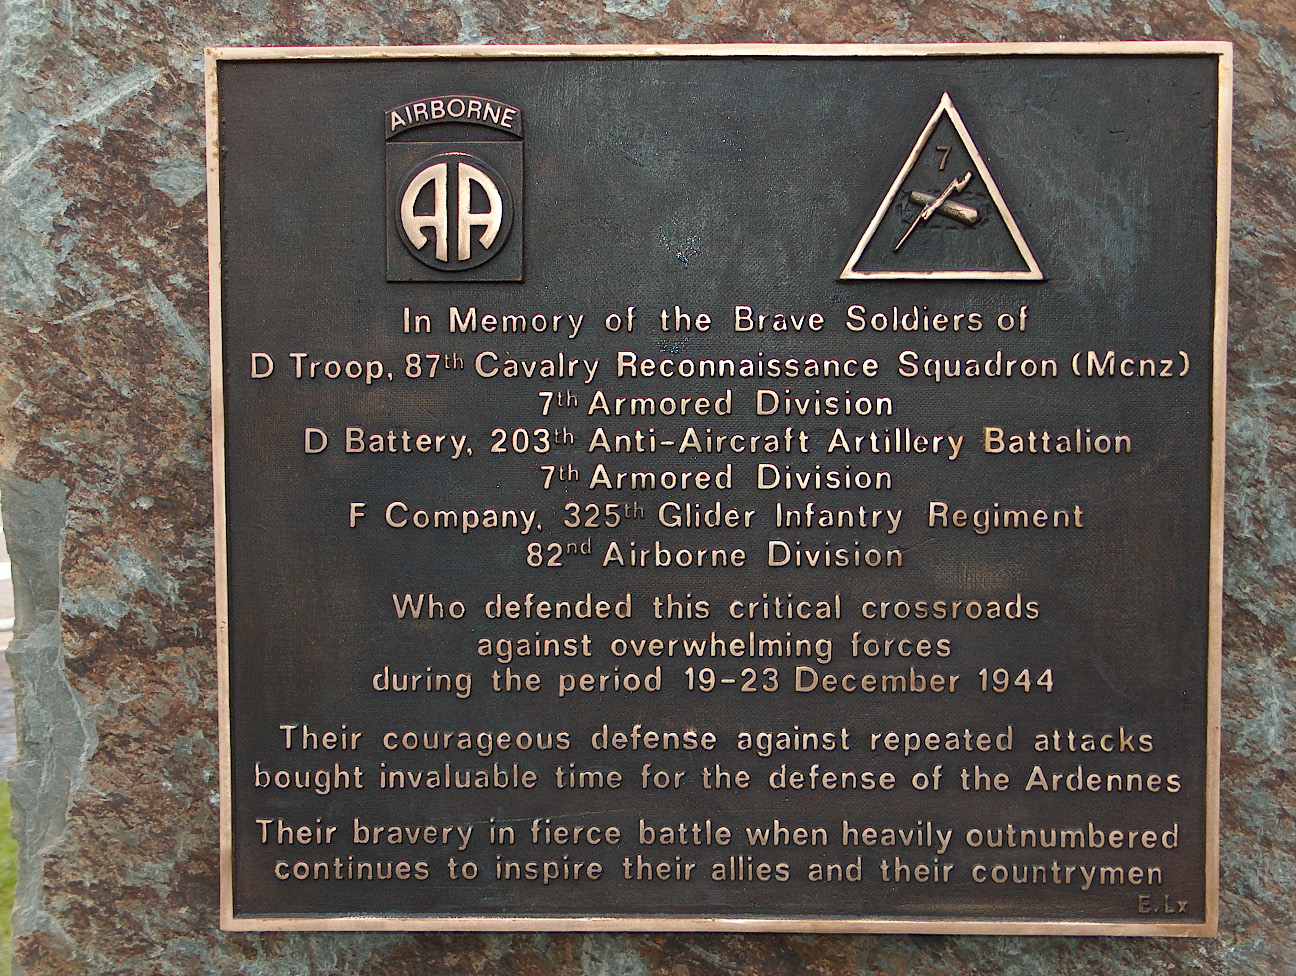 AIRBORNE
AA
7
In Memory of the Brave Soldiers of
D Troop, 87th Cavalry Reconnaissance Squadron (Mcnz)
7th Armored Division
D Battery, 203th Anti-Aircraft Artillery Battalion
7th Armored Division
F Company, 325th Glider Infantry Regiment
82nd Airborne Division
Who defended this critical crossroads
against overwhelming forces
during the period 19-23 December 1944
Their courageous defense against repeated attacks
bought invaluable time for the defense of the Ardennes
Their bravery in fierce battle when heavily outnumbered
continues to inspire their allies and their countrymen
E. Lx